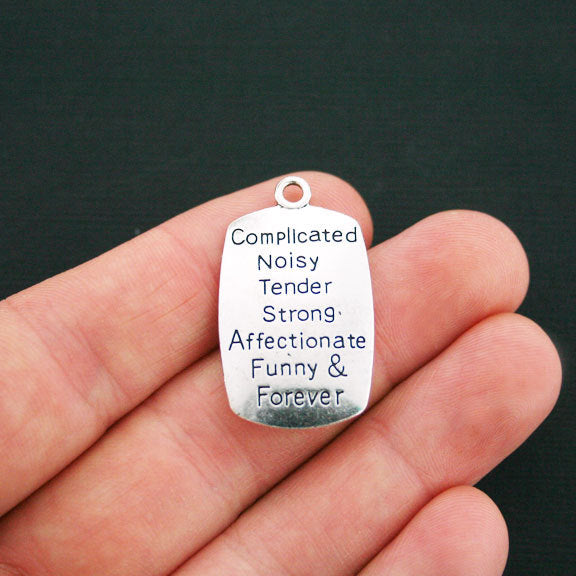 Complicated
Noisy
Tender
Strong
Affectionate
Funny &
Forever